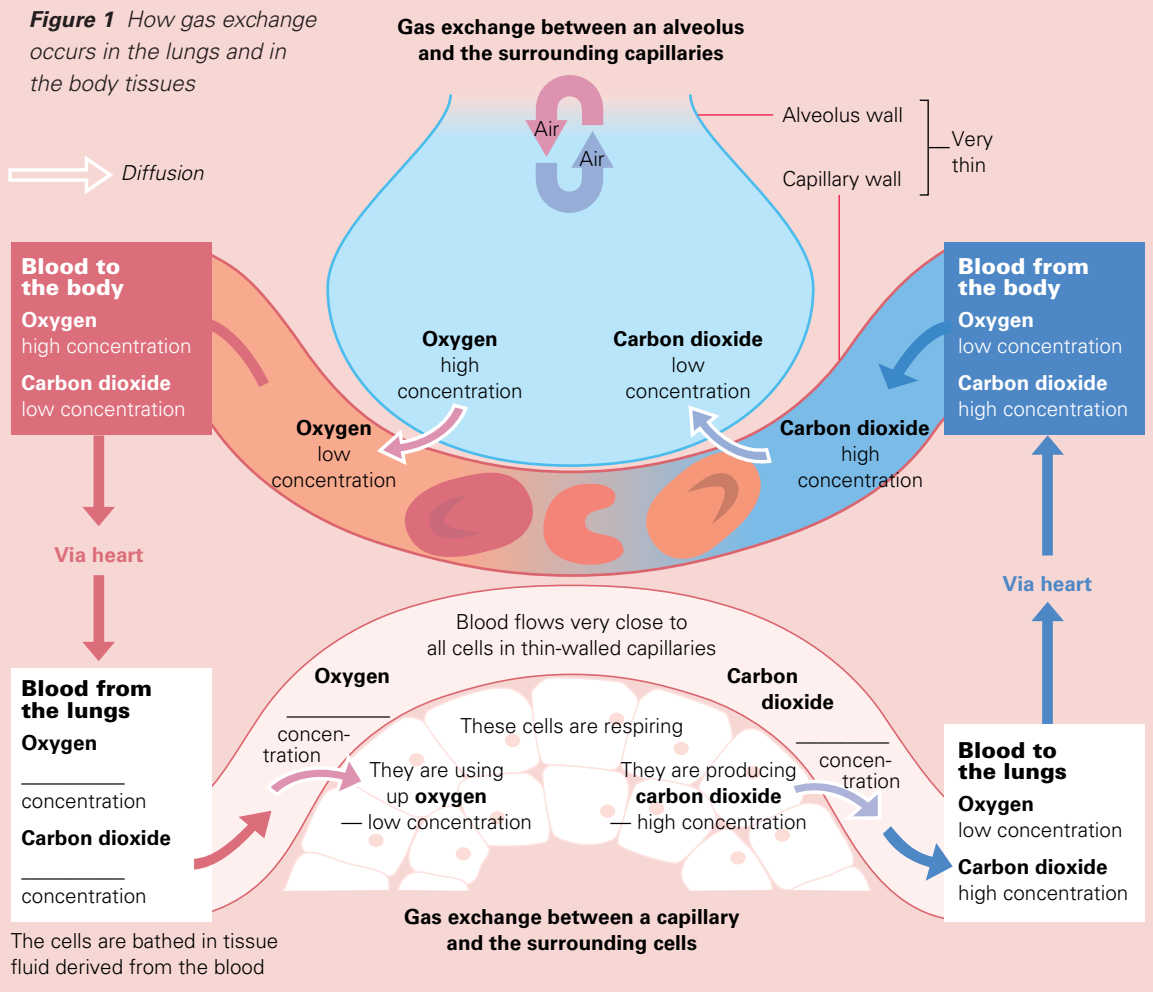 Figure 1 How gas exchange
occurs in the lungs and in
the body tissues
Diffusion
Gas exchange between an alveolus
and the surrounding capillaries
Air
Air
Alveolus wall
Capillary wall
Very
thin
Blood to
the body
Oxygen
high concentration
Carbon dioxide
low concentration
Oxygen
high
concentration
Carbon dioxide
low
concentration
Oxygen
low
concentration
Carbon dioxide
high
concentration
Blood from
the body
Oxygen
low concentration
Carbon dioxide
high concentration
Via heart
Via heart
Blood flows very close to
all cells in thin-walled capillaries
Blood from
the lungs
Oxygen
__________
concentration
Carbon dioxide
__________
concentration
Oxygen
__________
concen-
tration
These cells are respiring
They are using
up oxygen
— low concentration
They are producing
carbon dioxide
— high concentration
Carbon
dioxide
_________
concen-
tration
Blood to
the lungs
Oxygen
low concentration
Carbon dioxide
high concentration
Gas exchange between a capillary
and the surrounding cells
The cells are bathed in tissue
fluid derived from the blood